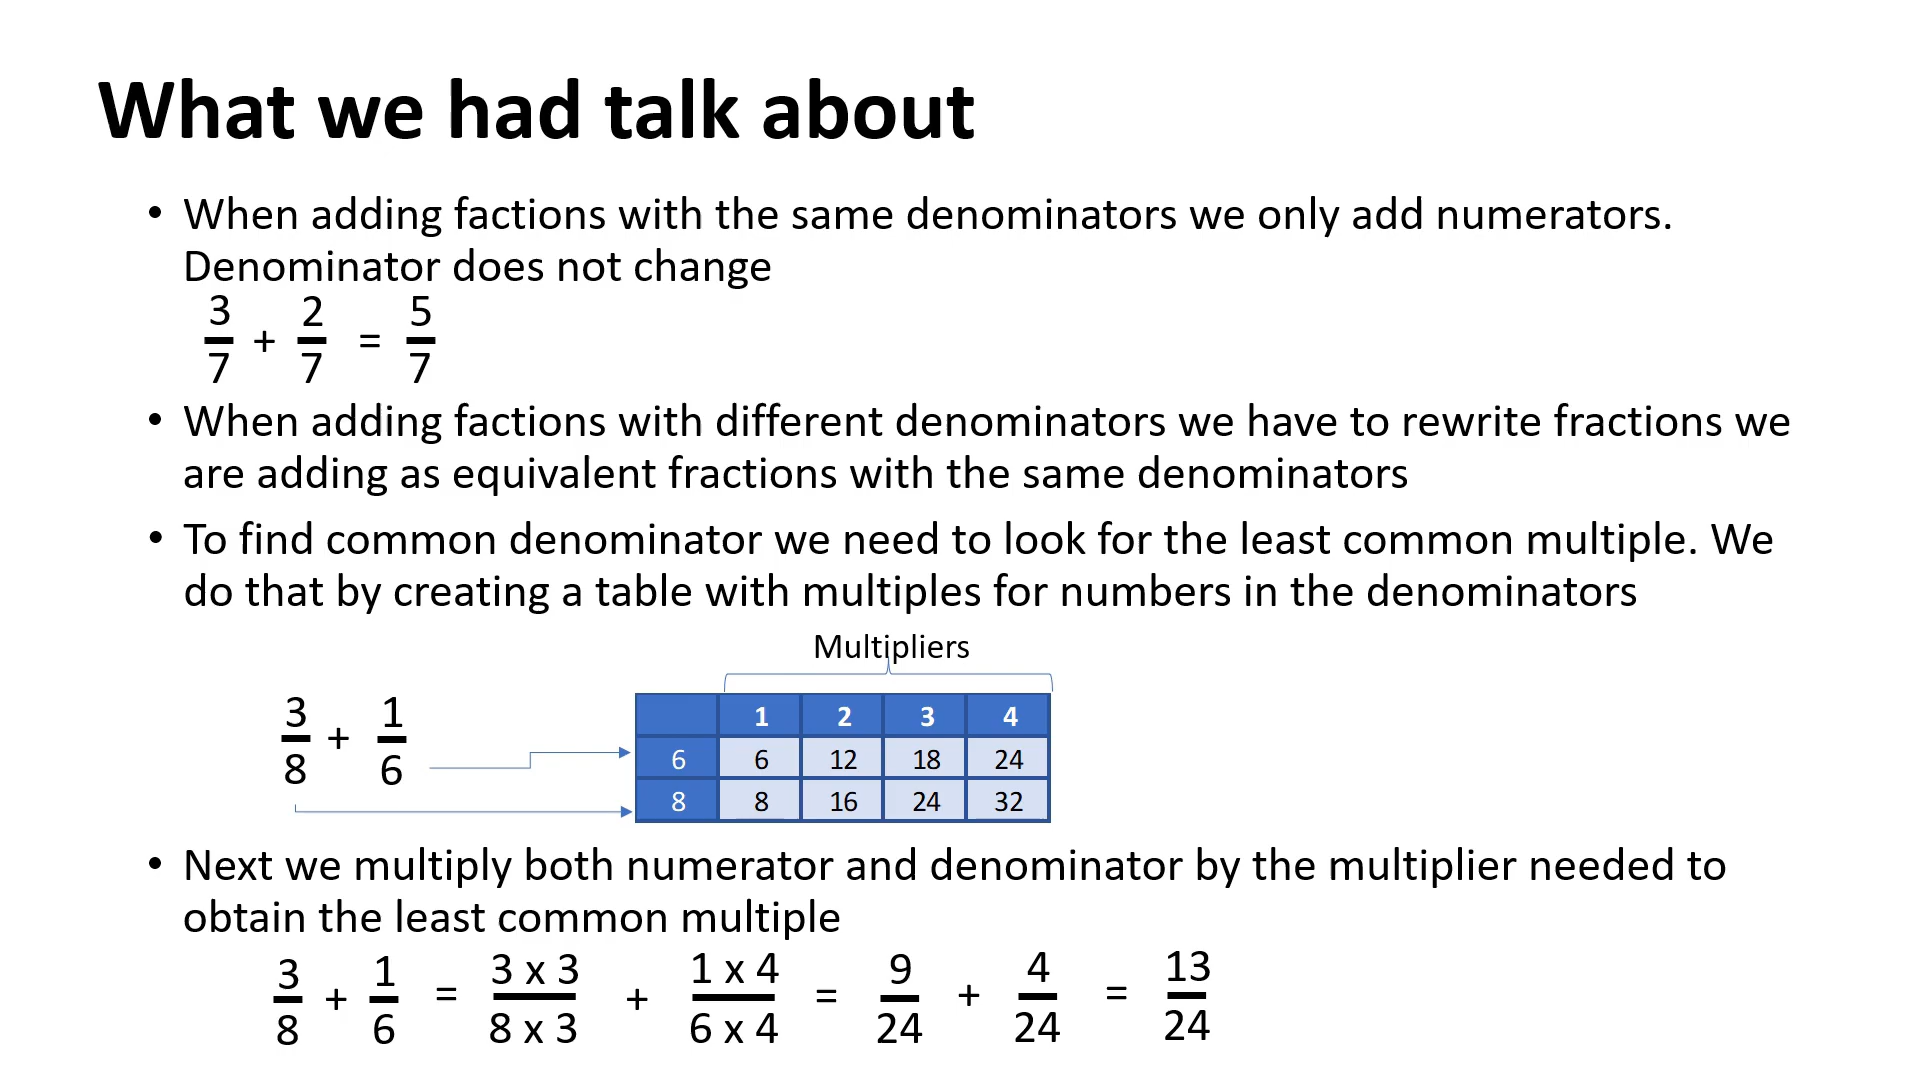 What we had talk about
• When adding factions with the same denominators we only add numerators.
Denominator does not change
3/7 + 2/7 = 5/7
• When adding factions with different denominators we have to rewrite fractions we
are adding as equivalent fractions with the same denominators
• To find common denominator we need to look for the least common multiple. We
do that by creating a table with multiples for numbers in the denominators
Multipliers
3/8 + 1/6
1 2 3 4
6 6 12 18 24
8 8 16 24 32
• Next we multiply both numerator and denominator by the multiplier needed to
obtain the least common multiple
3/8 + 1/6 = 3 x 3/8 x 3 + 1 x 4/6 x 4 = 9/24 + 4/24 = 13/24